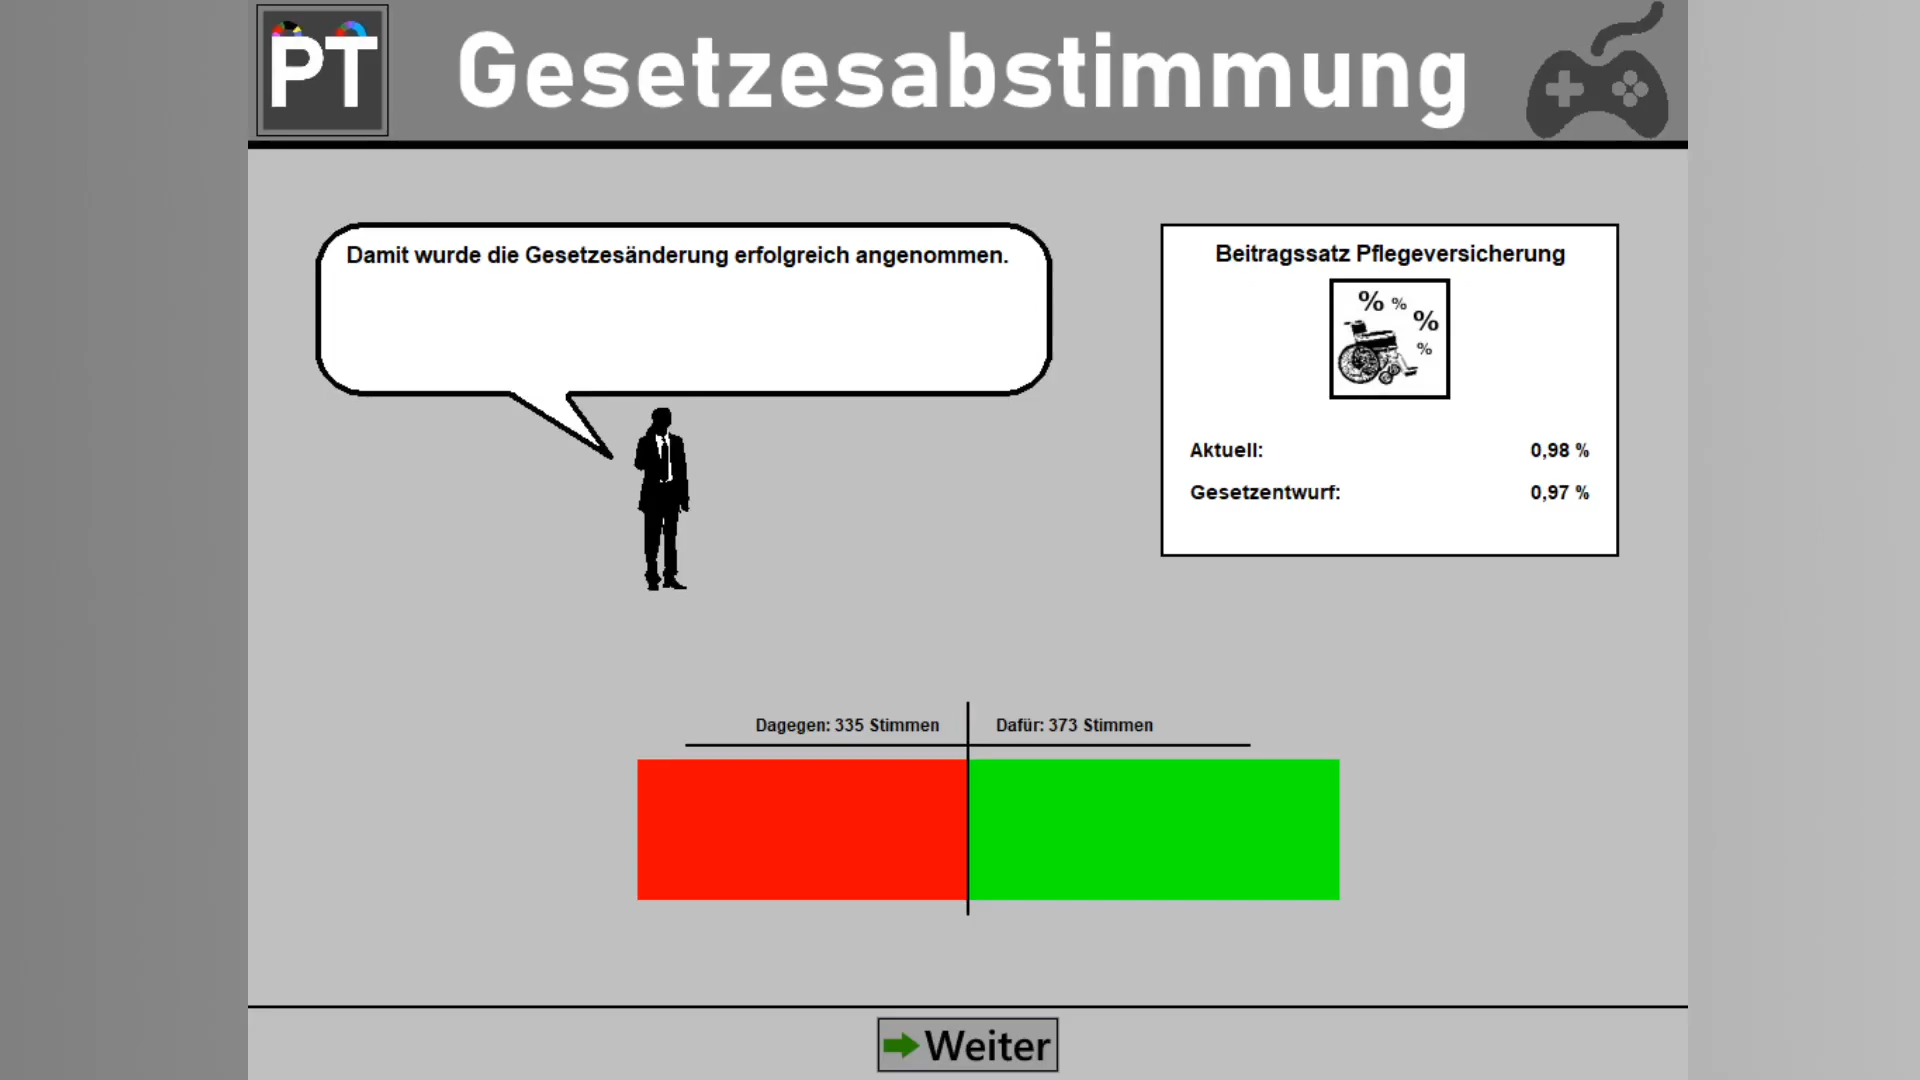 PT
Gesetzesabstimmung
Damit wurde die Gesetzesänderung erfolgreich angenommen.
Beitragssatz Pflegeversicherung
% % % %
Aktuell: 0,98 %
Gesetzentwurf: 0,97 %
Dagegen: 335 Stimmen Dafür: 373 Stimmen
Weiter